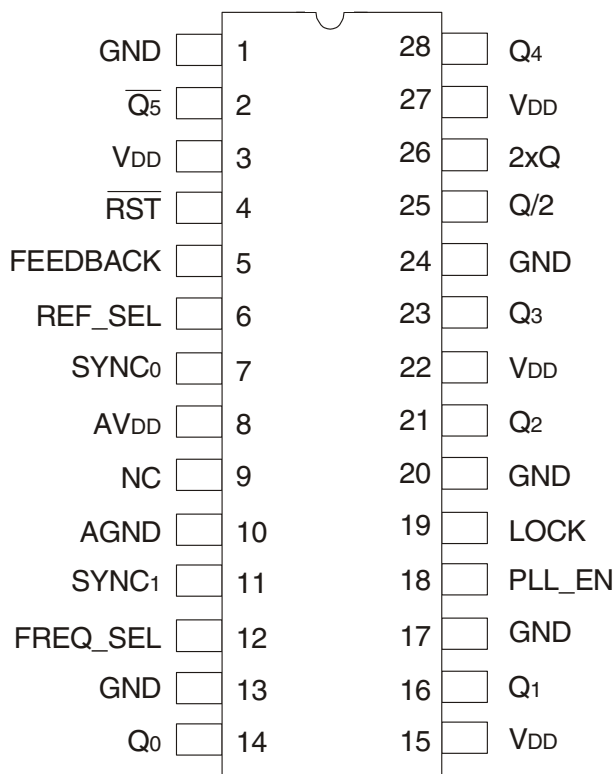 GND 1 28 Q4
Q5 2 27 VDD
VDD 3 26 2xQ
RST 4 25 Q/2
FEEDBACK 5 24 GND
REF_SEL 6 23 Q3
SYNC0 7 22 VDD
AVDD 8 21 Q2
NC 9 20 GND
AGND 10 19 LOCK
SYNC1 11 18 PLL_EN
FREQ_SEL 12 17 GND
GND 13 16 Q1
Q0 14 15 VDD